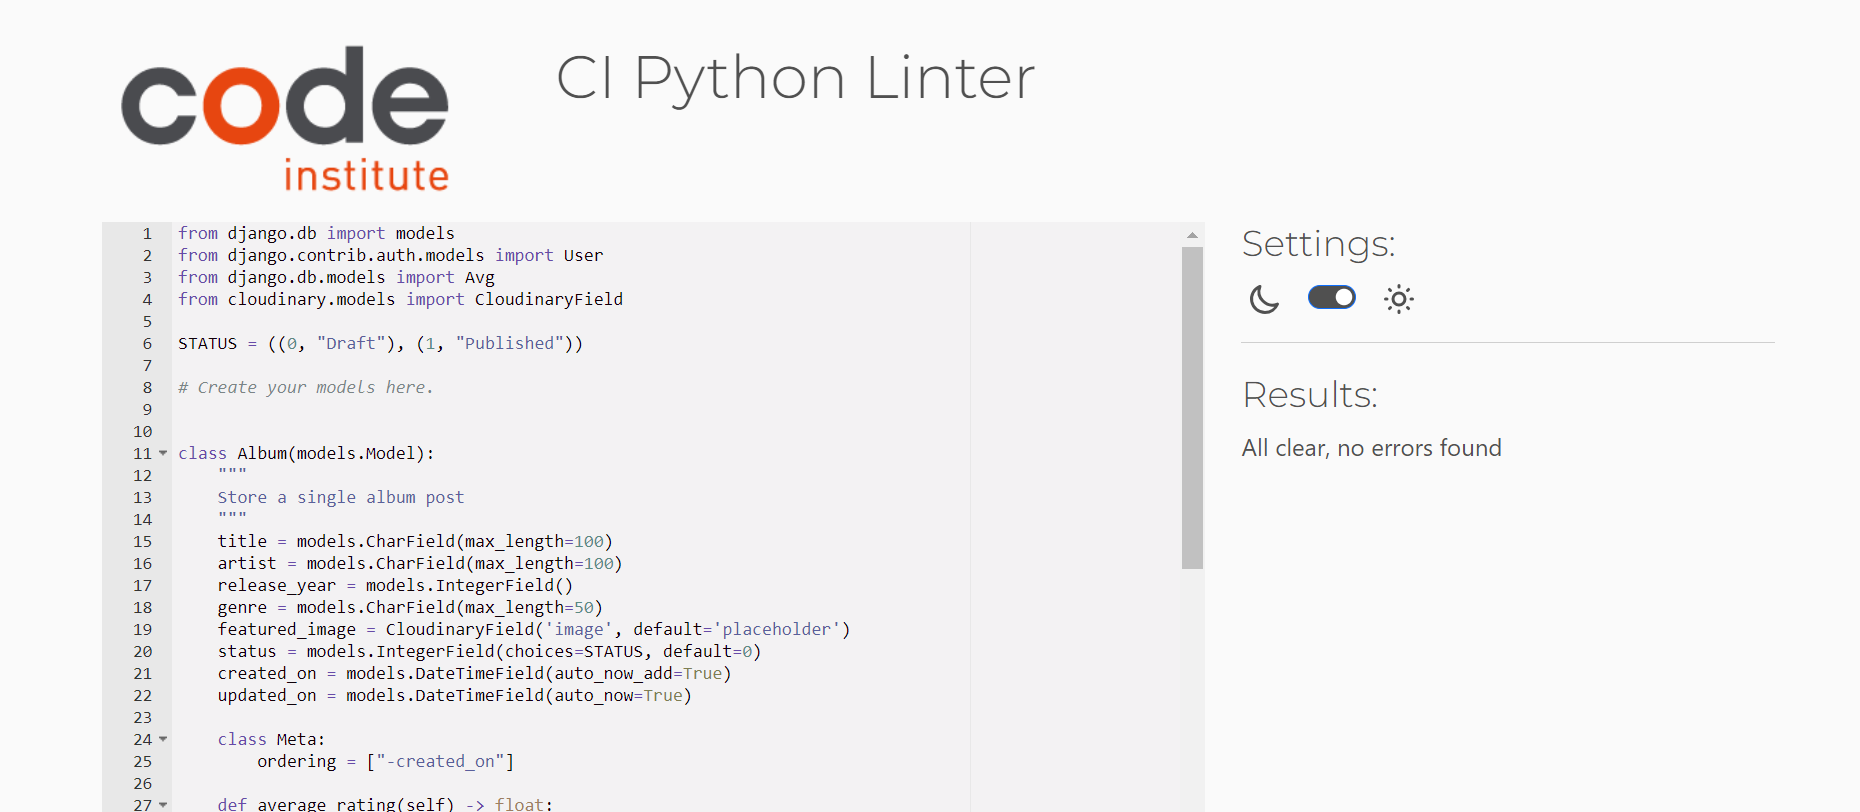 code
institute
CI Python Linter
1 from django.db import models
2 from django.contrib.auth.models import User
3 from django.db.models import Avg
4 from cloudinary.models import CloudinaryField
5
6 STATUS = ((0, "Draft"), (1, "Published"))
7
8 # Create your models here.
9
10
11 class Album(models.Model):
12     """
13     Store a single album post
14     """
15     title = models.CharField(max_length=100)
16     artist = models.CharField(max_length=100)
17     release_year = models.IntegerField()
18     genre = models.CharField(max_length=50)
19     featured_image = CloudinaryField('image', default='placeholder')
20     status = models.IntegerField(choices=STATUS, default=0)
21     created_on = models.DateTimeField(auto_now_add=True)
22     updated_on = models.DateTimeField(auto_now=True)
23
24     class Meta:
25         ordering = ["-created_on"]
26
27     def average_rating(self) -> float:
Settings:
Results:
All clear, no errors found